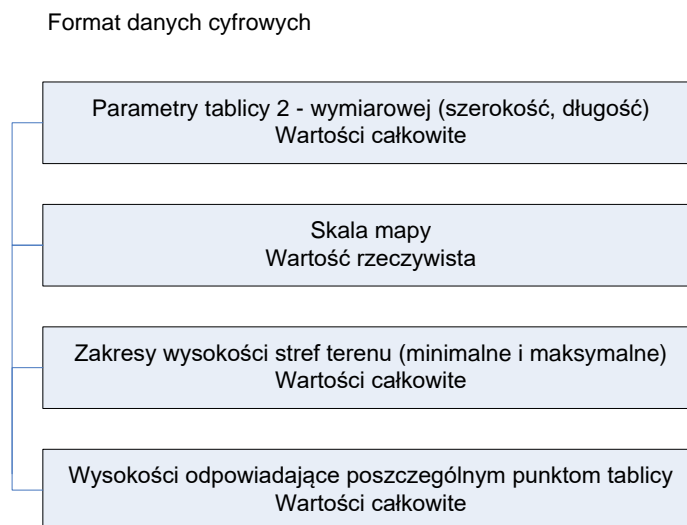 Format danych cyfrowych
Parametry tablicy 2 - wymiarowej (szerokość, długość)
Wartości całkowite
Skala mapy
Wartość rzeczywista
Zakresy wysokości stref terenu (minimalne i maksymalne)
Wartości całkowite
Wysokości odpowiadające poszczególnym punktom tablicy
Wartości całkowite